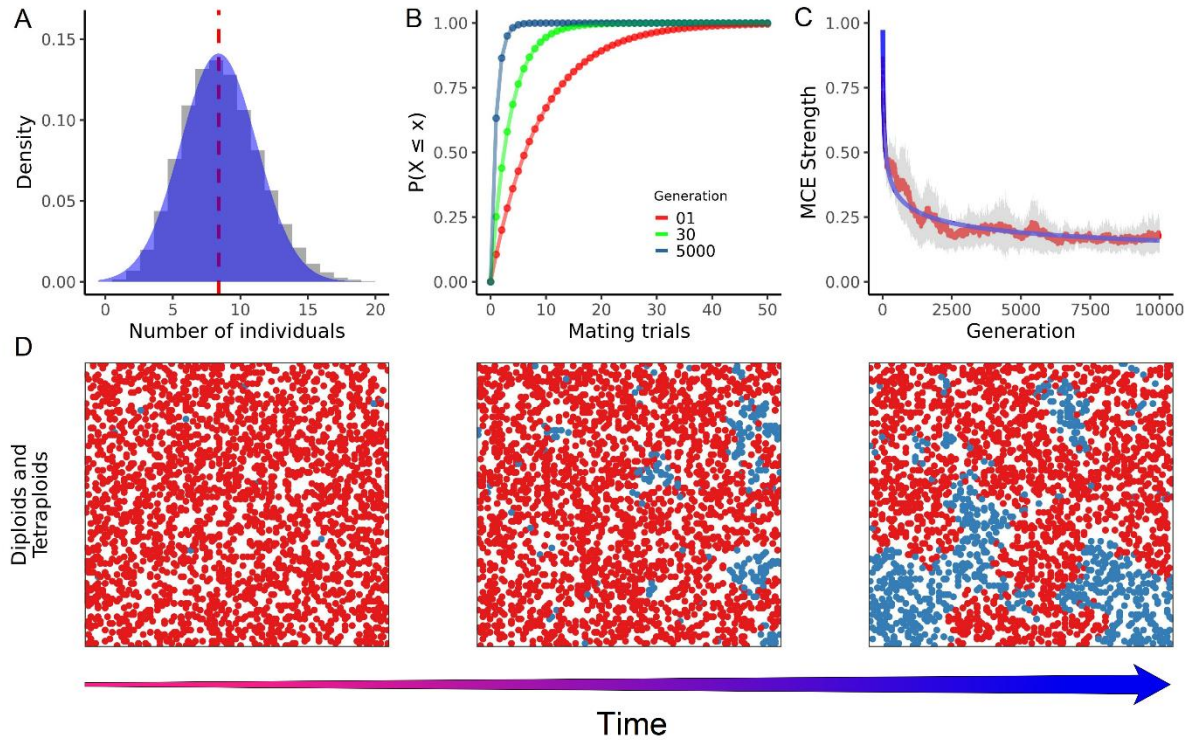 A
0.15
0.10
0.05
0.00
Density
0
5
10
15
20
Number of individuals
B
1.00
0.75
0.50
0.25
0.00
P(X ≤ x)
Generation
01
30
5000
0
10
20
30
40
50
Mating trials
C
1.00
0.75
0.50
0.25
0.00
MCE Strength
0
2500
5000
7500
10000
Generation
D
Diploids and
Tetraploids
Time